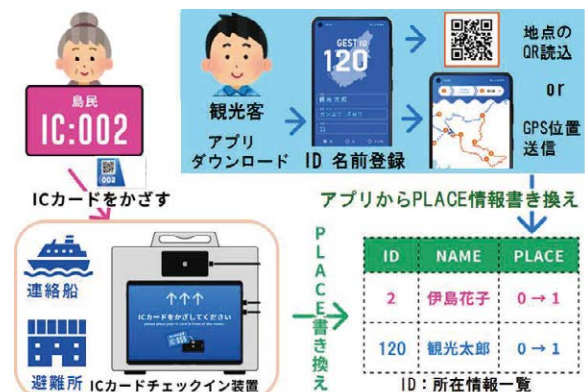 島民
IC:002
002
ICカードをかざす
観光客
アプリ
ダウンロード
GEST ID
120
観光太郎
ID 名前登録
地点の
QR読込
or
GPS位置
送信
アプリからPLACE情報書き換え
連絡船
避難所
↑↑↑
ICカードをかざしてください
ICカードチェックイン装置
PLACE書き換え
ID NAME PLACE
2 伊島花子 0→1
120 観光太郎 0→1
ID:所在情報一覧